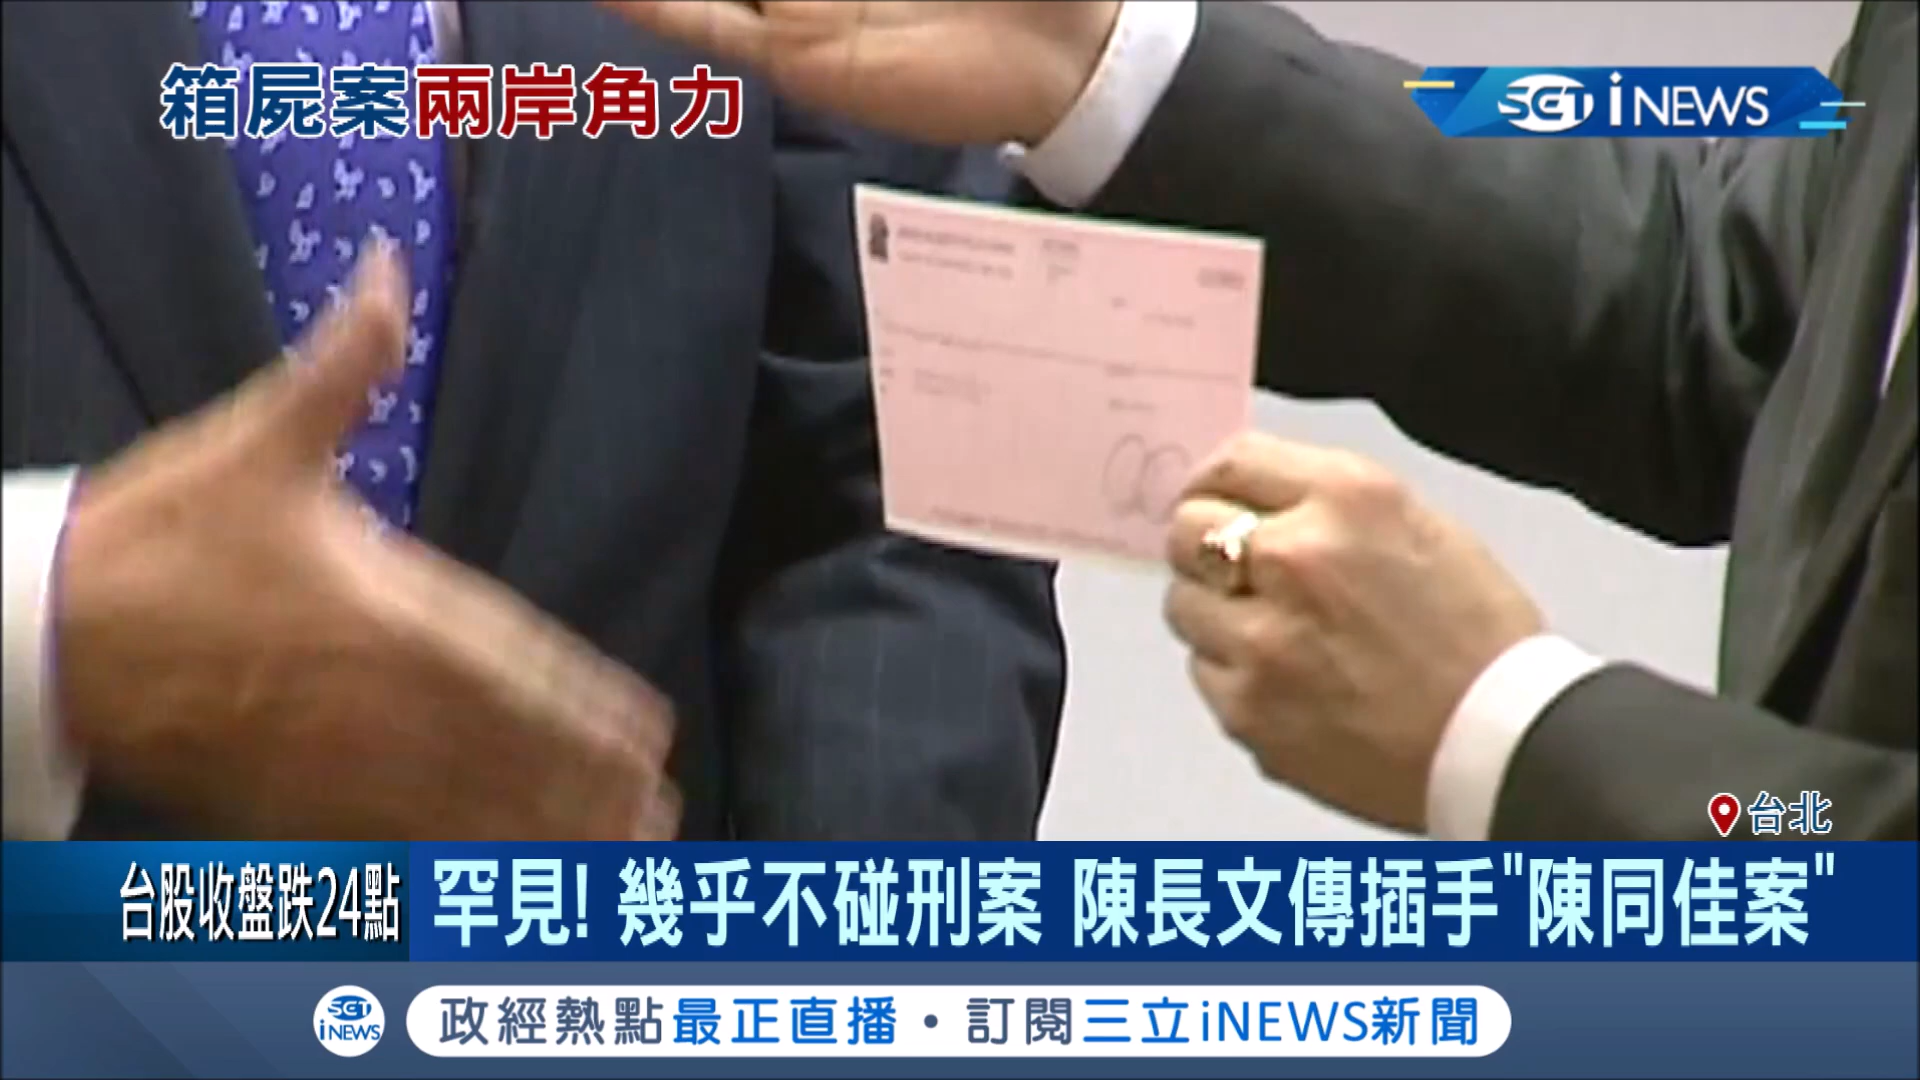 箱屍案兩岸角力
SET iNEWS
台北
台股收盤跌24點
罕見! 幾乎不碰刑案 陳長文傳插手"陳同佳案"
SET iNEWS
政經熱點最正直播・訂閱三立iNEWS新聞